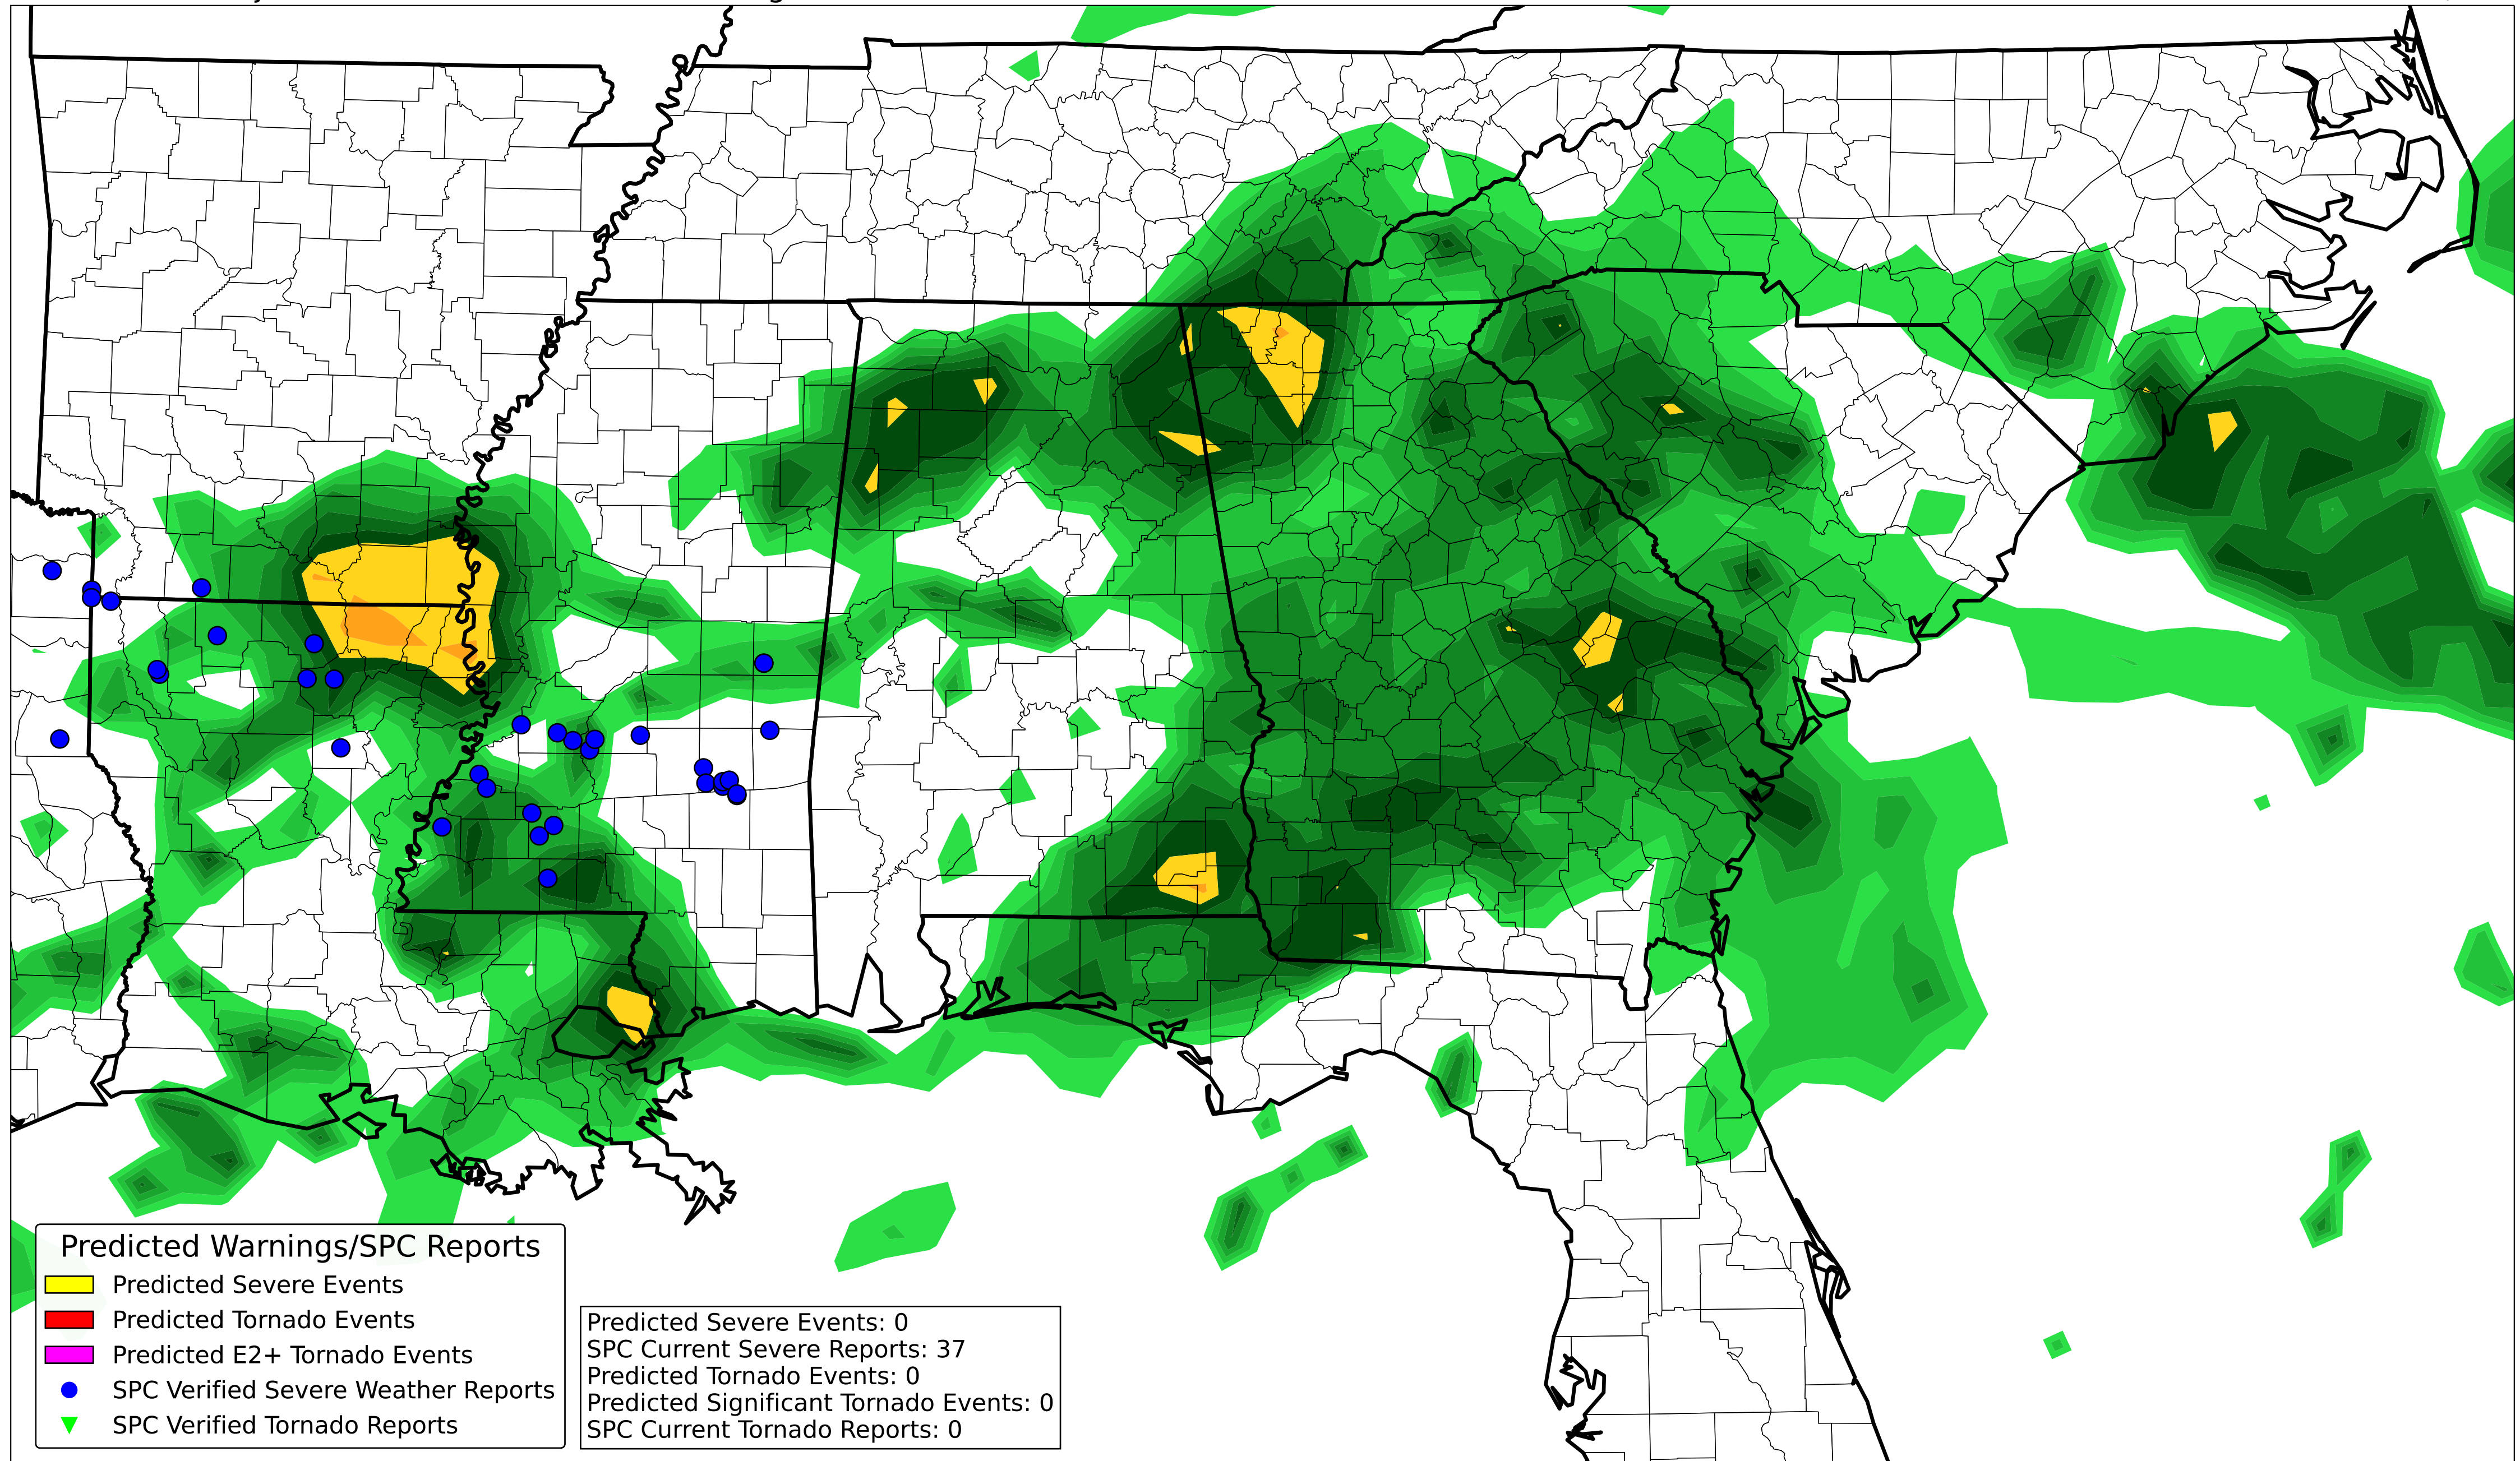 Predicted Warnings/SPC Reports
Predicted Severe Events
Predicted Tornado Events
Predicted E2+ Tornado Events
SPC Verified Severe Weather Reports
SPC Verified Tornado Reports
Predicted Severe Events: 0
SPC Current Severe Reports: 37
Predicted Tornado Events: 0
Predicted Significant Tornado Events: 0
SPC Current Tornado Reports: 0